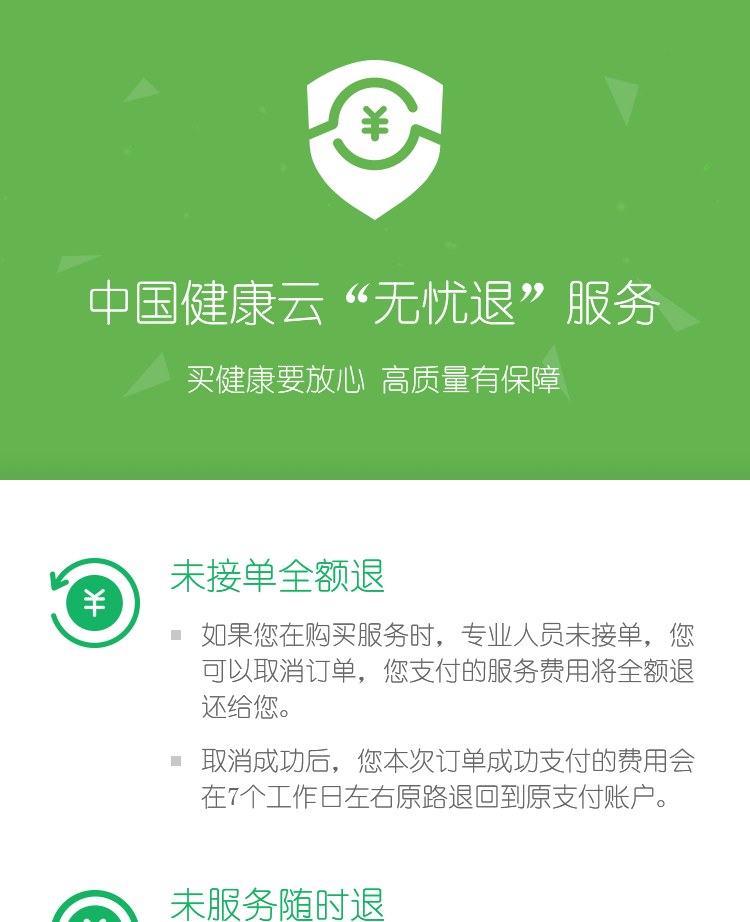 ¥
中国健康云“无忧退”服务
买健康要放心 高质量有保障
¥
未接单全额退
如果您在购买服务时，专业人员未接单，您
可以取消订单，您支付的服务费用将全额退
还给您。
取消成功后，您本次订单成功支付的费用会
在7个工作日左右原路退回到原支付账户。
未服务随时退